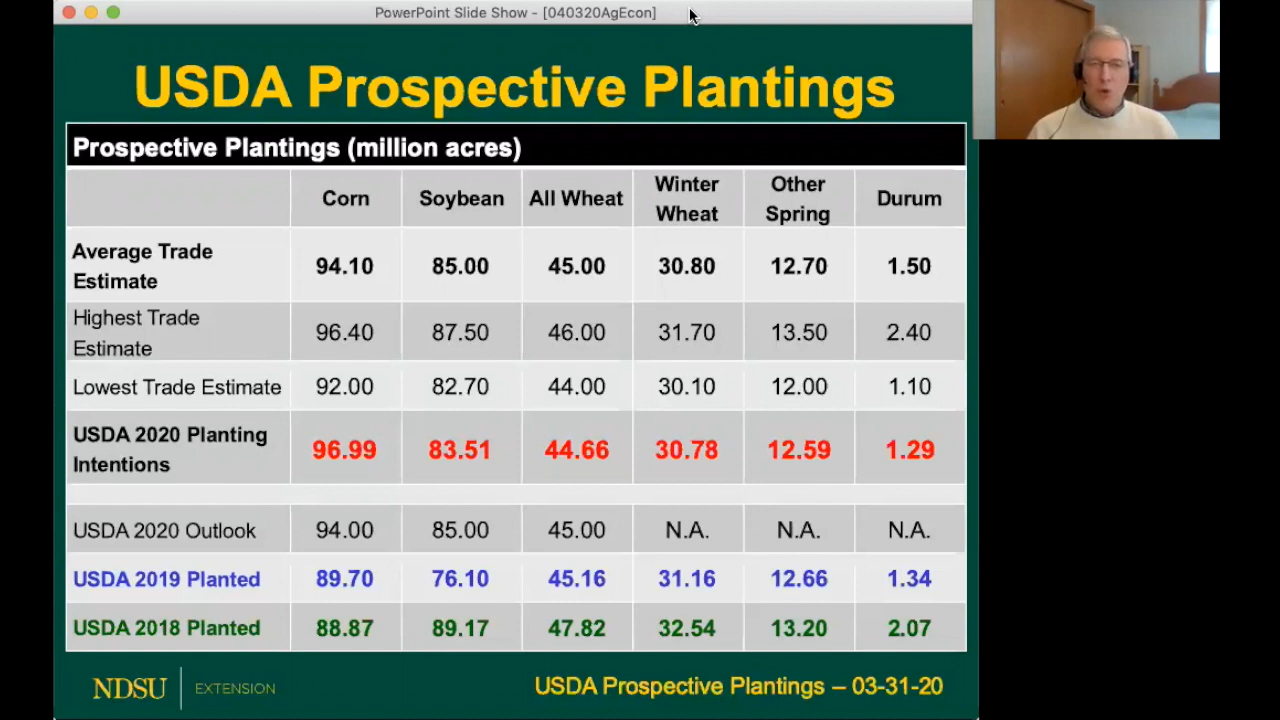 PowerPoint Slide Show - [040320AgEcon]
USDA Prospective Plantings
Prospective Plantings (million acres)
Corn Soybean All Wheat Winter Wheat Other Spring Durum
Average Trade Estimate 94.10 85.00 45.00 30.80 12.70 1.50
Highest Trade Estimate 96.40 87.50 46.00 31.70 13.50 2.40
Lowest Trade Estimate 92.00 82.70 44.00 30.10 12.00 1.10
USDA 2020 Planting Intentions 96.99 83.51 44.66 30.78 12.59 1.29
USDA 2020 Outlook 94.00 85.00 45.00 N.A. N.A. N.A.
USDA 2019 Planted 89.70 76.10 45.16 31.16 12.66 1.34
USDA 2018 Planted 88.87 89.17 47.82 32.54 13.20 2.07
NDSU EXTENSION
USDA Prospective Plantings – 03-31-20